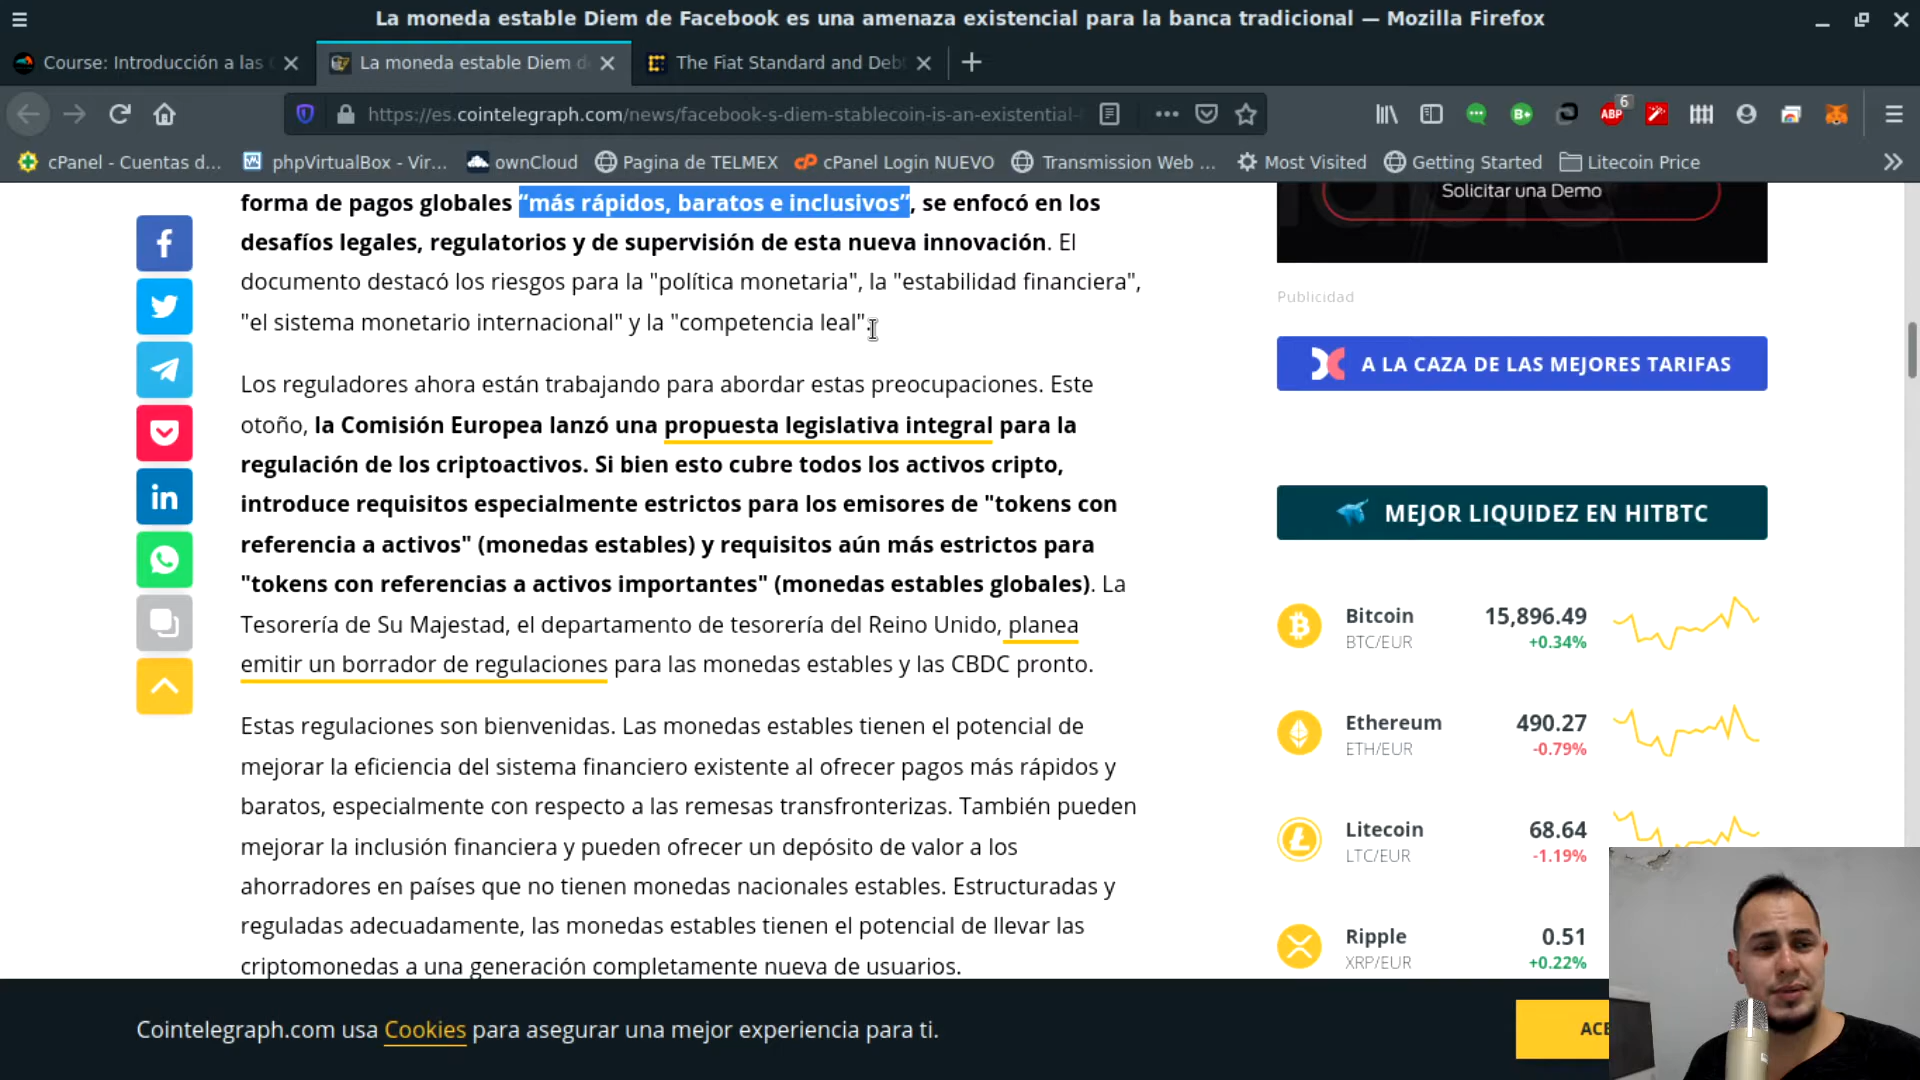 La moneda estable Diem de Facebook es una amenaza existencial para la banca tradicional — Mozilla Firefox
Course: Introducción a las
La moneda estable Diem d
The Fiat Standard and Deb
https://es.cointelegraph.com/news/facebook-s-diem-stablecoin-is-an-existential-
ABP
6
B+
cPanel - Cuentas d...
phpVirtualBox - Vir...
ownCloud
Pagina de TELMEX
cPanel Login NUEVO
Transmission Web ...
Most Visited
Getting Started
Litecoin Price
forma de pagos globales “más rápidos, baratos e inclusivos”, se enfocó en los
desafíos legales, regulatorios y de supervisión de esta nueva innovación. El
documento destacó los riesgos para la "política monetaria", la "estabilidad financiera",
"el sistema monetario internacional" y la "competencia leal".
Los reguladores ahora están trabajando para abordar estas preocupaciones. Este
otoño, la Comisión Europea lanzó una propuesta legislativa integral para la
regulación de los criptoactivos. Si bien esto cubre todos los activos cripto,
introduce requisitos especialmente estrictos para los emisores de "tokens con
referencia a activos" (monedas estables) y requisitos aún más estrictos para
"tokens con referencias a activos importantes" (monedas estables globales). La
Tesorería de Su Majestad, el departamento de tesorería del Reino Unido, planea
emitir un borrador de regulaciones para las monedas estables y las CBDC pronto.
Estas regulaciones son bienvenidas. Las monedas estables tienen el potencial de
mejorar la eficiencia del sistema financiero existente al ofrecer pagos más rápidos y
baratos, especialmente con respecto a las remesas transfronterizas. También pueden
mejorar la inclusión financiera y pueden ofrecer un depósito de valor a los
ahorradores en países que no tienen monedas nacionales estables. Estructuradas y
reguladas adecuadamente, las monedas estables tienen el potencial de llevar las
criptomonedas a una generación completamente nueva de usuarios.
Solicitar una Demo
Publicidad
A LA CAZA DE LAS MEJORES TARIFAS
MEJOR LIQUIDEZ EN HITBTC
Bitcoin 15,896.49
BTC/EUR +0.34%
Ethereum 490.27
ETH/EUR -0.79%
Litecoin 68.64
LTC/EUR -1.19%
Ripple 0.51
XRP/EUR +0.22%
Cointelegraph.com usa Cookies para asegurar una mejor experiencia para ti.